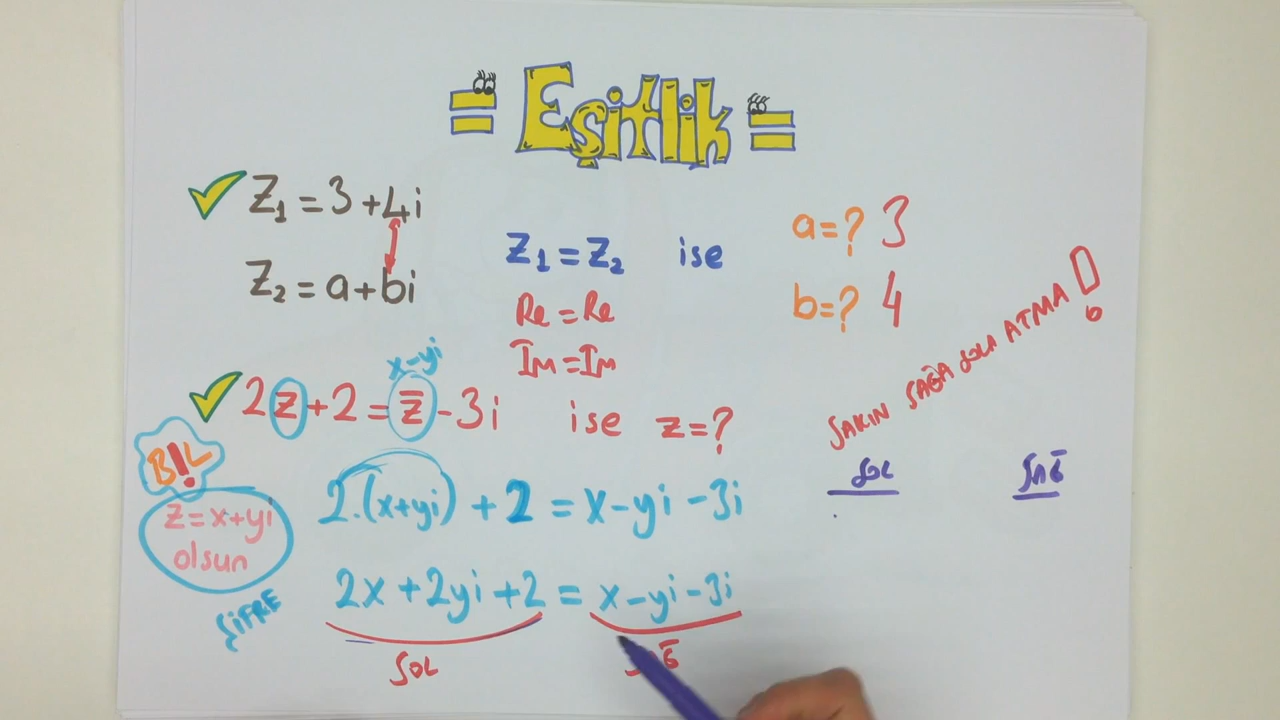 = Eşitlik =
Z₁ = 3 + 4i
Z₂ = a + bi
Z₁ = Z₂ ise
Re = Re
Im = Im
a = ? 3
b = ? 4
SAKIN SAĞA SOLA ATMA !
x - yi
2z + 2 = z̅ - 3i ise z = ?
BİL
z = x + yi
olsun
ŞİFRE
2.(x+yi) + 2 = x - yi - 3i
2x + 2yi + 2 = x - yi - 3i
SOL SAĞ
SOL SAĞ